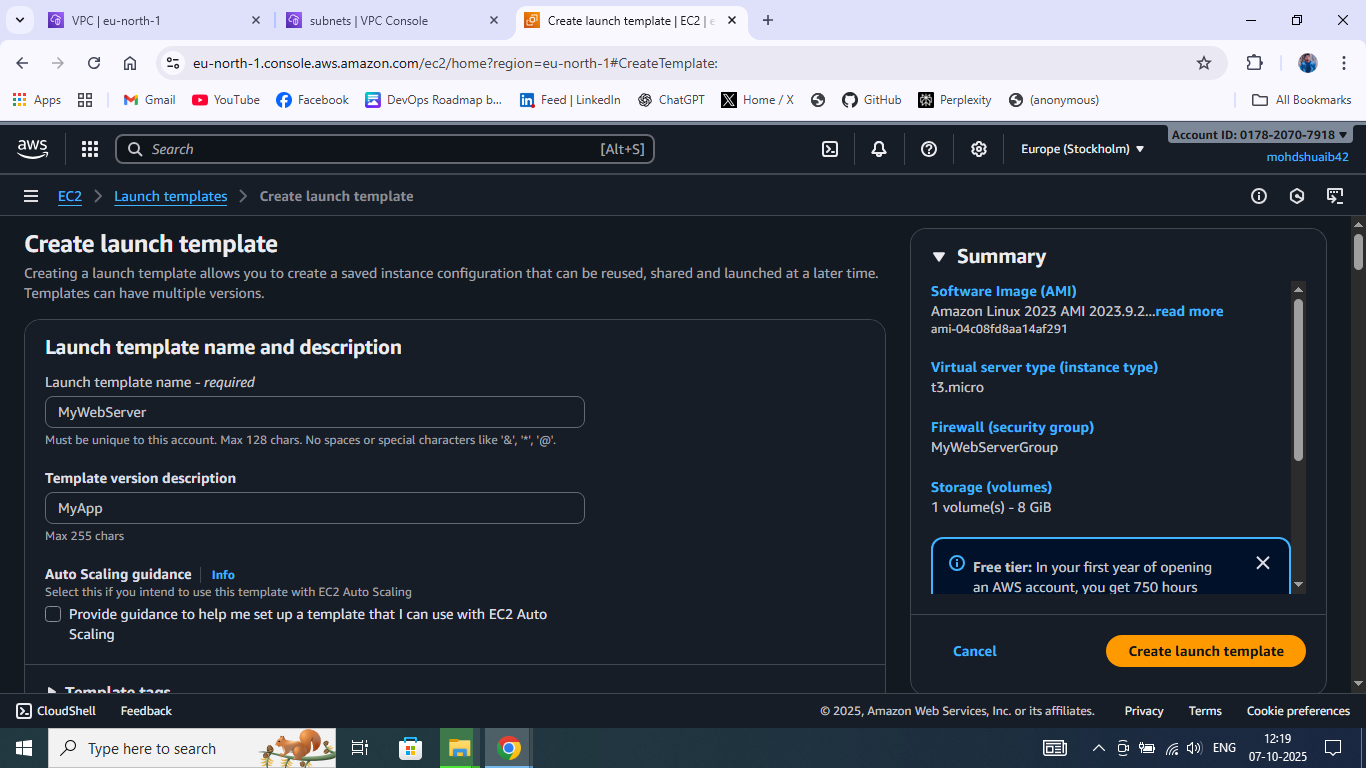 VPC | eu-north-1
subnets | VPC Console
Create launch template | EC2 | e
eu-north-1.console.aws.amazon.com/ec2/home?region=eu-north-1#CreateTemplate:
Apps
Gmail
YouTube
Facebook
DevOps Roadmap b...
Feed | LinkedIn
ChatGPT
Home / X
GitHub
Perplexity
(anonymous)
All Bookmarks
aws
Search
[Alt+S]
Europe (Stockholm)
Account ID: 0178-2070-7918
mohdshuaib42
EC2
Launch templates
Create launch template
Create launch template
Creating a launch template allows you to create a saved instance configuration that can be reused, shared and launched at a later time.
Templates can have multiple versions.
Launch template name and description
Launch template name - required
MyWebServer
Must be unique to this account. Max 128 chars. No spaces or special characters like '&', '*', '@'.
Template version description
MyApp
Max 255 chars
Auto Scaling guidance
Info
Select this if you intend to use this template with EC2 Auto Scaling
Provide guidance to help me set up a template that I can use with EC2 Auto
Scaling
Template tags
Summary
Software Image (AMI)
Amazon Linux 2023 AMI 2023.9.2...read more
ami-04c08fd8aa14af291
Virtual server type (instance type)
t3.micro
Firewall (security group)
MyWebServerGroup
Storage (volumes)
1 volume(s) - 8 GiB
Free tier: In your first year of opening
an AWS account, you get 750 hours
Cancel
Create launch template
CloudShell
Feedback
© 2025, Amazon Web Services, Inc. or its affiliates.
Privacy
Terms
Cookie preferences
Type here to search
ENG
12:19
07-10-2025